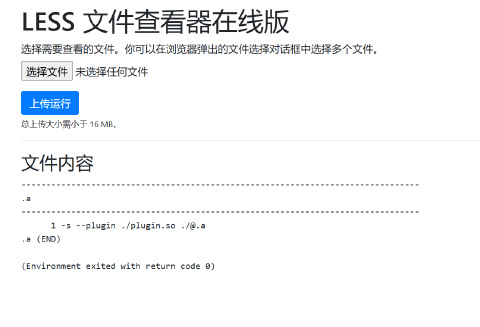 LESS 文件查看器在线版
选择需要查看的文件。你可以在浏览器弹出的文件选择对话框中选择多个文件。
选择文件 未选择任何文件
上传运行
总上传大小需小于 16 MB。
文件内容
------------------------------------------------------------------------------
.a
------------------------------------------------------------------------------
1 -s --plugin ./plugin.so ./@.a
.a (END)
(Environment exited with return code 0)